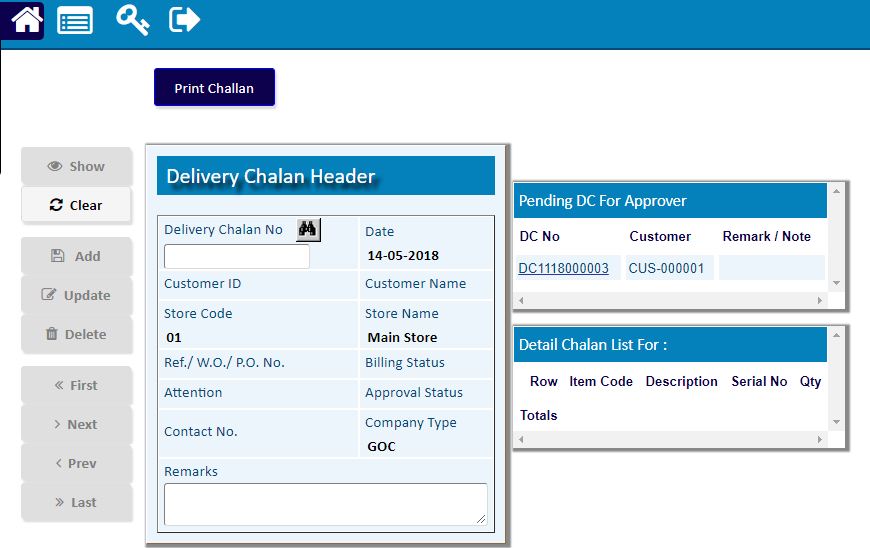 Print Challan
Show
Clear
Add
Update
Delete
« First
› Next
‹ Prev
» Last
Delivery Chalan Header
Delivery Chalan No
Date
14-05-2018
Customer ID
Customer Name
Store Code
01
Store Name
Main Store
Ref./ W.O./ P.O. No.
Billing Status
Attention
Approval Status
Contact No.
Company Type
GOC
Remarks
Pending DC For Approver
DC No Customer Remark / Note
DC1118000003 CUS-000001
Detail Chalan List For :
Row Item Code Description Serial No Qty
Totals